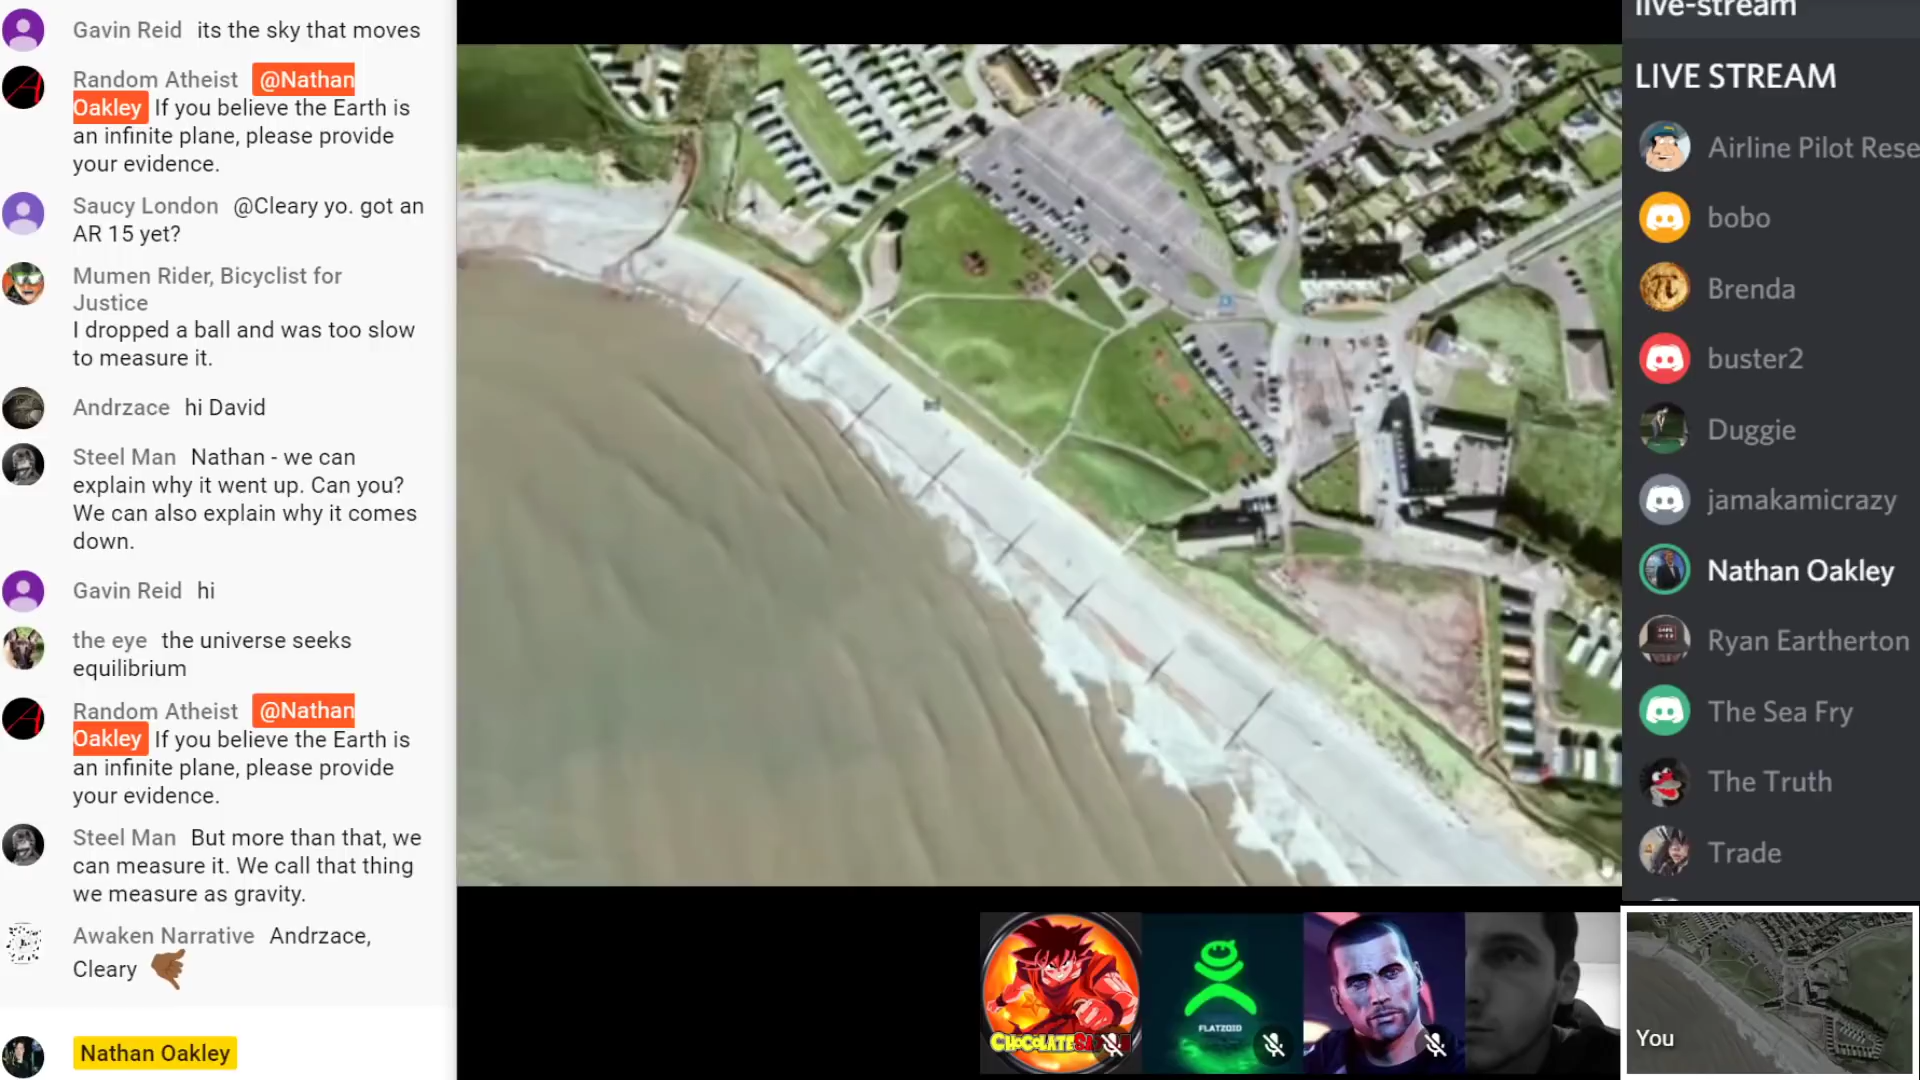 Gavin Reid its the sky that moves
Random Atheist @Nathan
Oakley If you believe the Earth is
an infinite plane, please provide
your evidence.
Saucy London @Cleary yo. got an
AR 15 yet?
Mumen Rider, Bicyclist for
Justice
I dropped a ball and was too slow
to measure it.
Andrzace hi David
Steel Man Nathan - we can
explain why it went up. Can you?
We can also explain why it comes
down.
Gavin Reid hi
the eye the universe seeks
equilibrium
Random Atheist @Nathan
Oakley If you believe the Earth is
an infinite plane, please provide
your evidence.
Steel Man But more than that, we
can measure it. We call that thing
we measure as gravity.
Awaken Narrative Andrzace,
Cleary
Nathan Oakley
live-stream
LIVE STREAM
Airline Pilot Rese
bobo
Brenda
buster2
Duggie
jamakamicrazy
Nathan Oakley
Ryan Eartherton
The Sea Fry
The Truth
Trade
FLATZOID
You